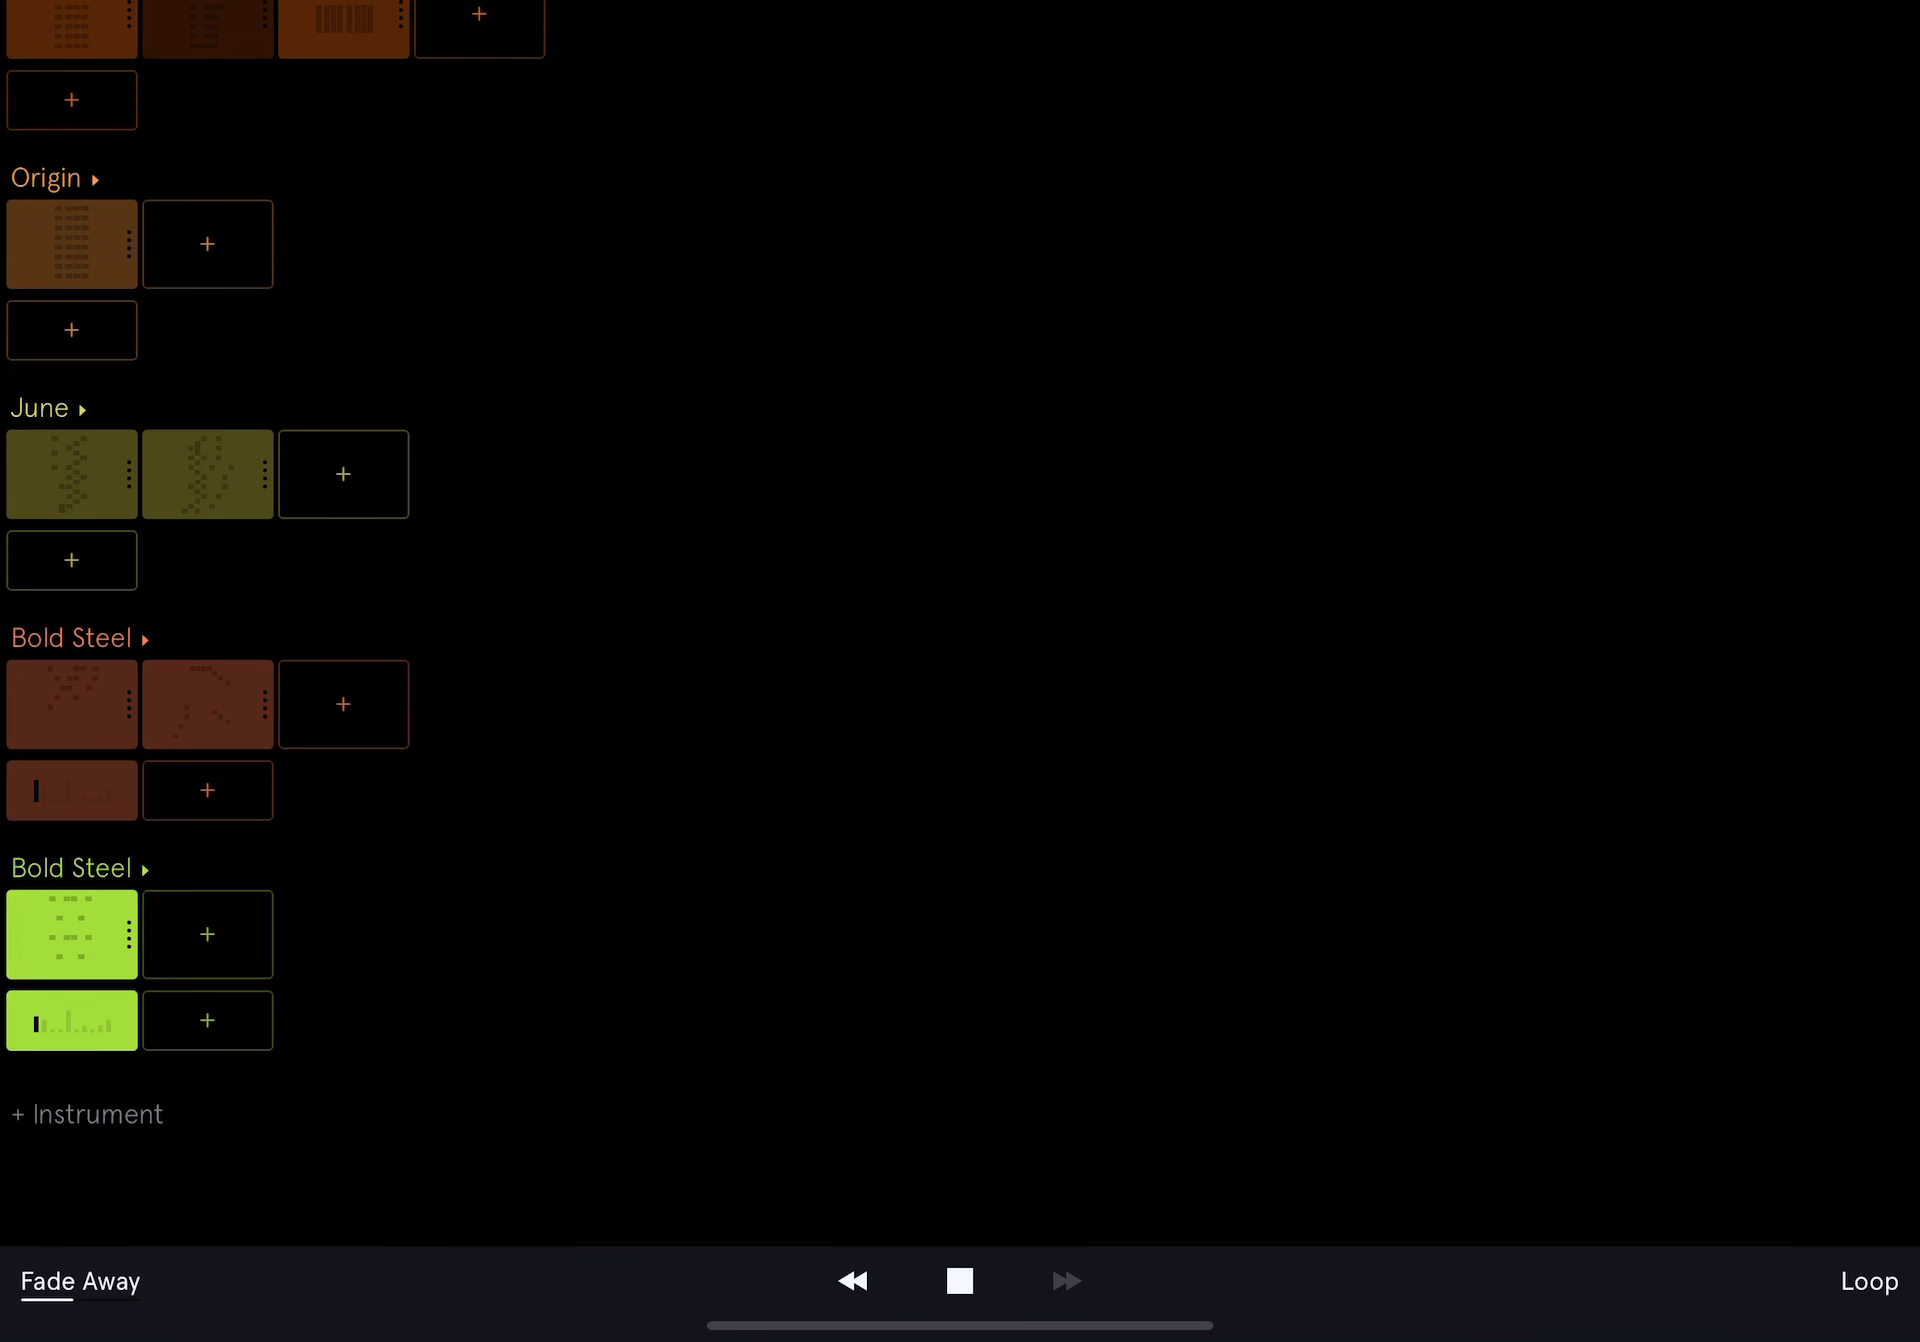 Origin
June
Bold Steel
Bold Steel
+ Instrument
Fade Away
Loop